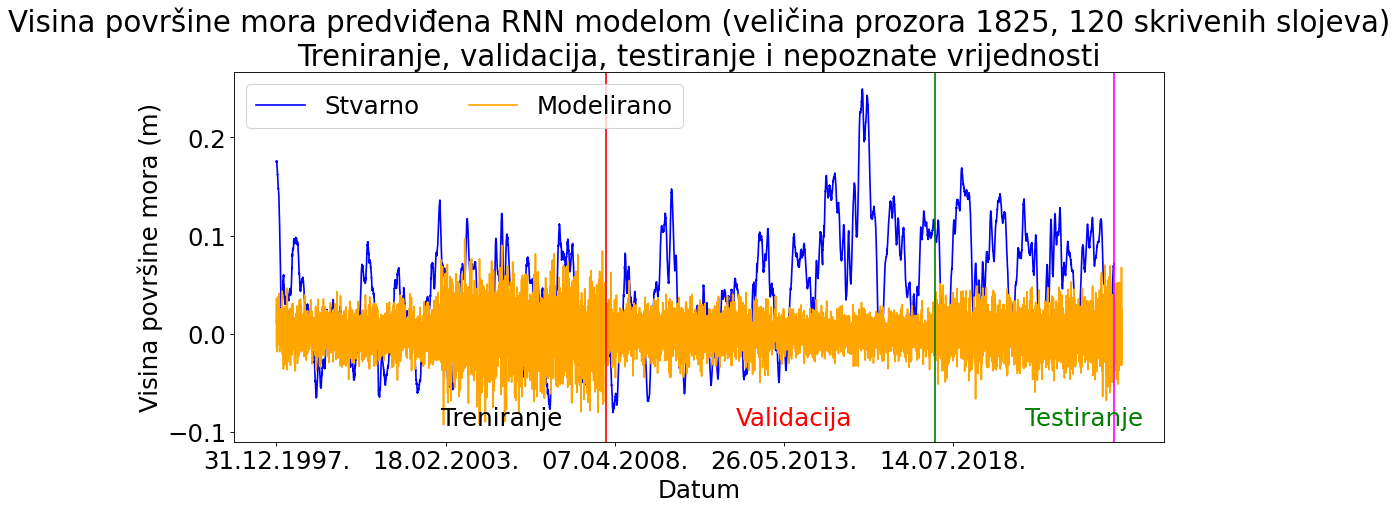 Visina površine mora predviđena RNN modelom (veličina prozora 1825, 120 skrivenih slojeva)
Treniranje, validacija, testiranje i nepoznate vrijednosti
Stvarno Modelirano
Visina površine mora (m)
0.2
0.1
0.0
−0.1
Treniranje Validacija Testiranje
31.12.1997. 18.02.2003. 07.04.2008. 26.05.2013. 14.07.2018.
Datum